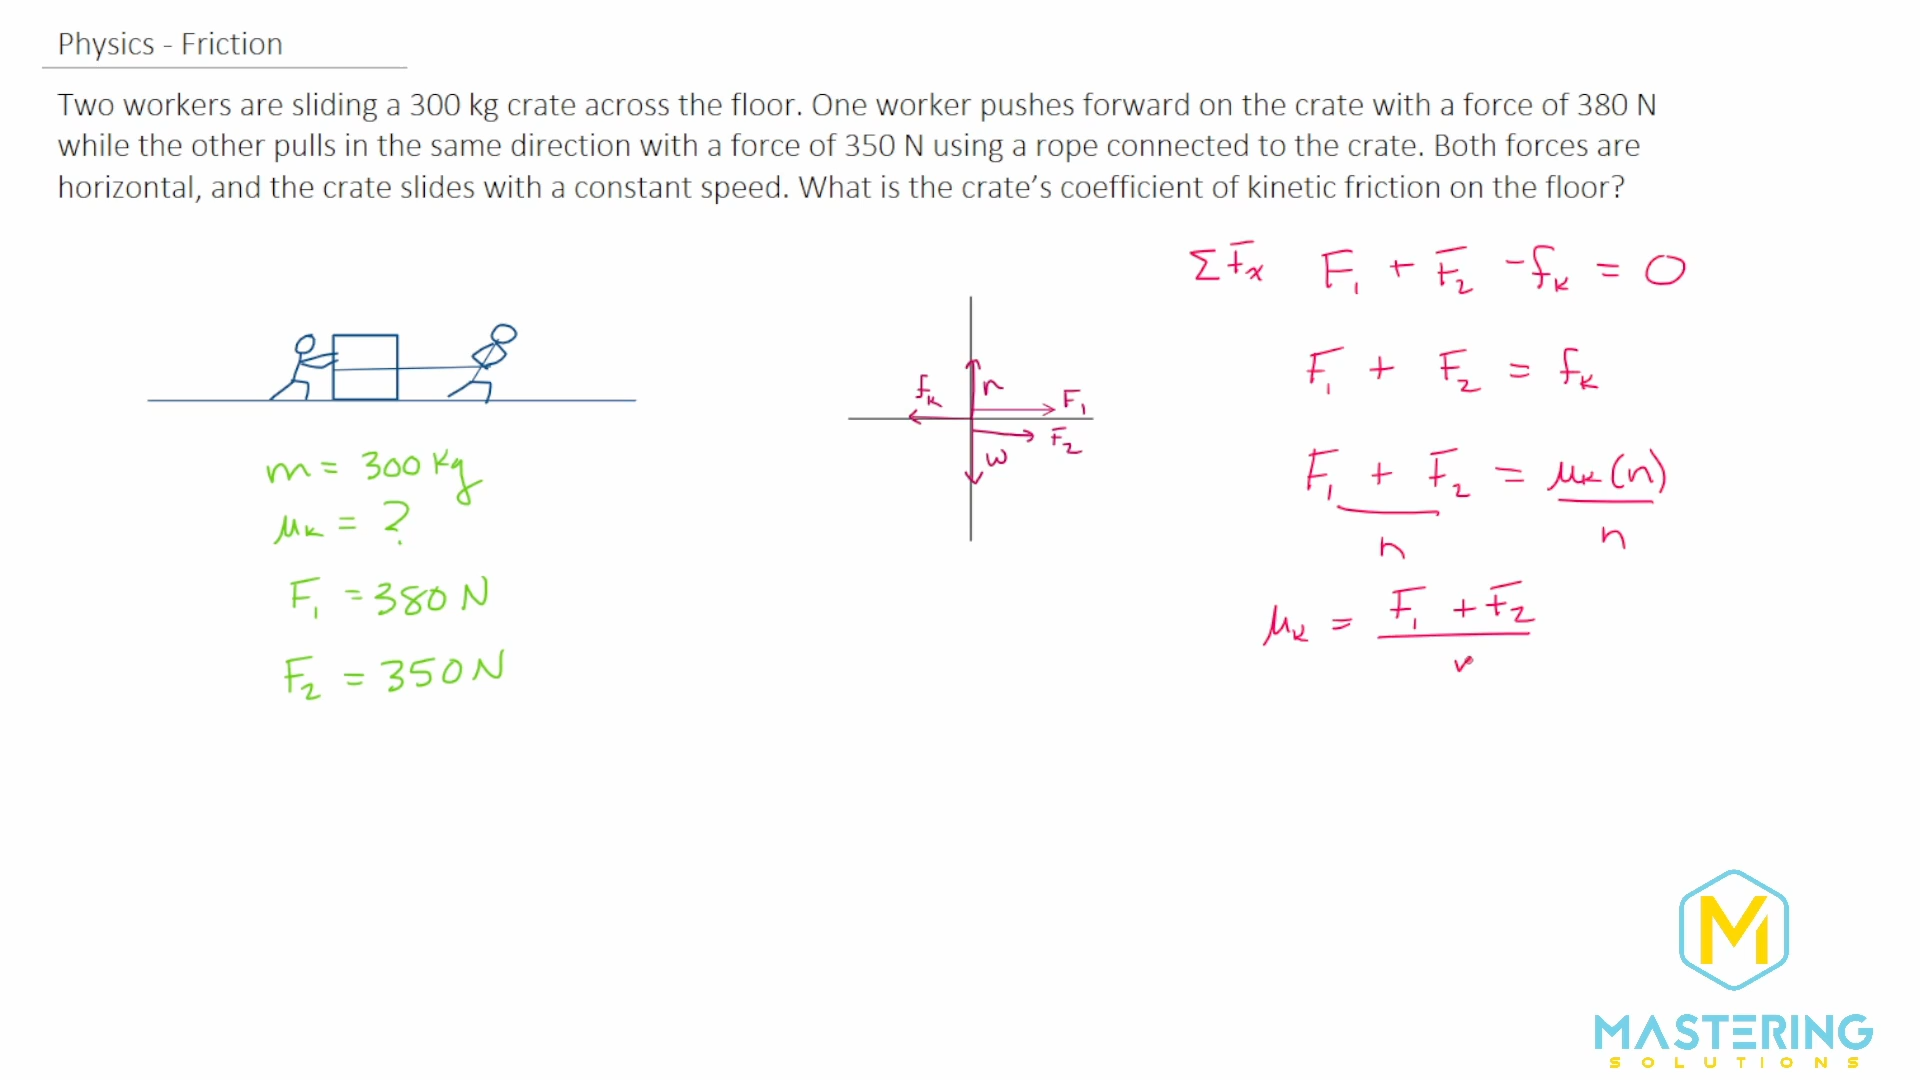 Physics - Friction
Two workers are sliding a 300 kg crate across the floor. One worker pushes forward on the crate with a force of 380 N
while the other pulls in the same direction with a force of 350 N using a rope connected to the crate. Both forces are
horizontal, and the crate slides with a constant speed. What is the crate’s coefficient of kinetic friction on the floor?
m = 300 kg
μk = ?
F1 = 380 N
F2 = 350 N
fk
n
F1
F2
w
ΣFx F1 + F2 - fk = 0
F1 + F2 = fk
F1 + F2 = μk (n)
n n
μk = F1 + F2
MASTERING
SOLUTIONS